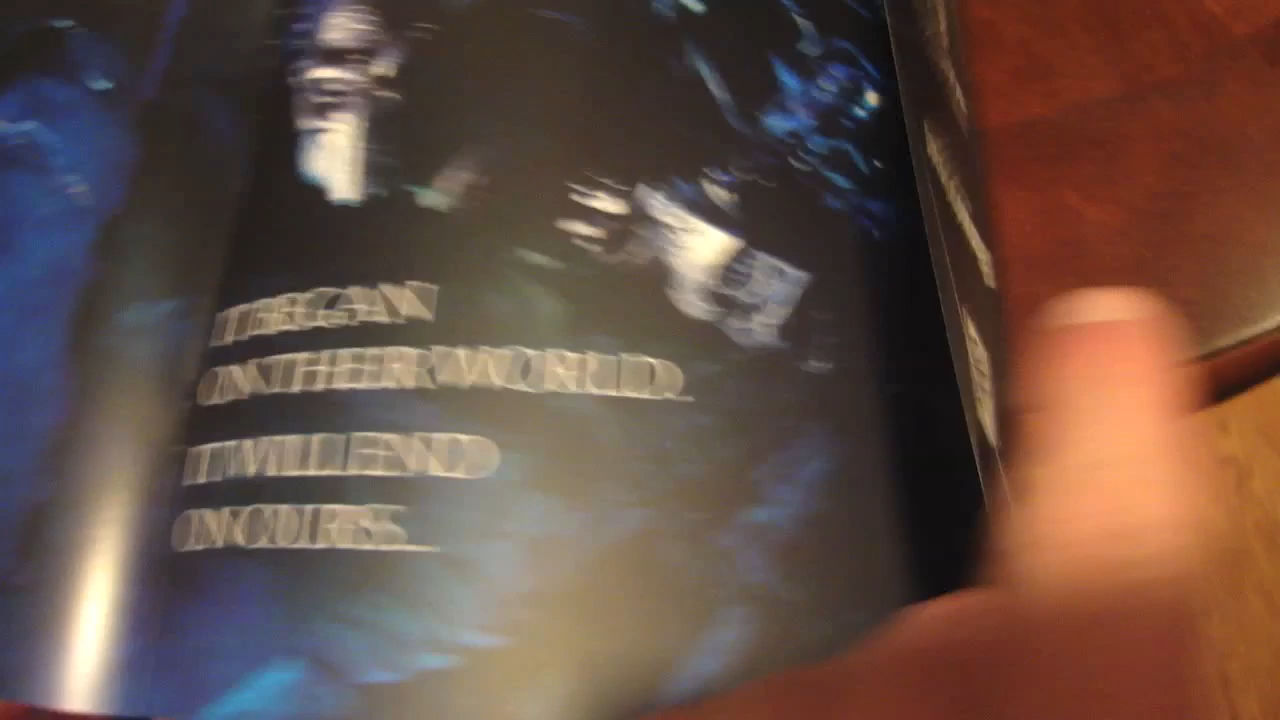 IT BEGAN
ON THEIR WORLD.
IT WILL END
ON OURS.